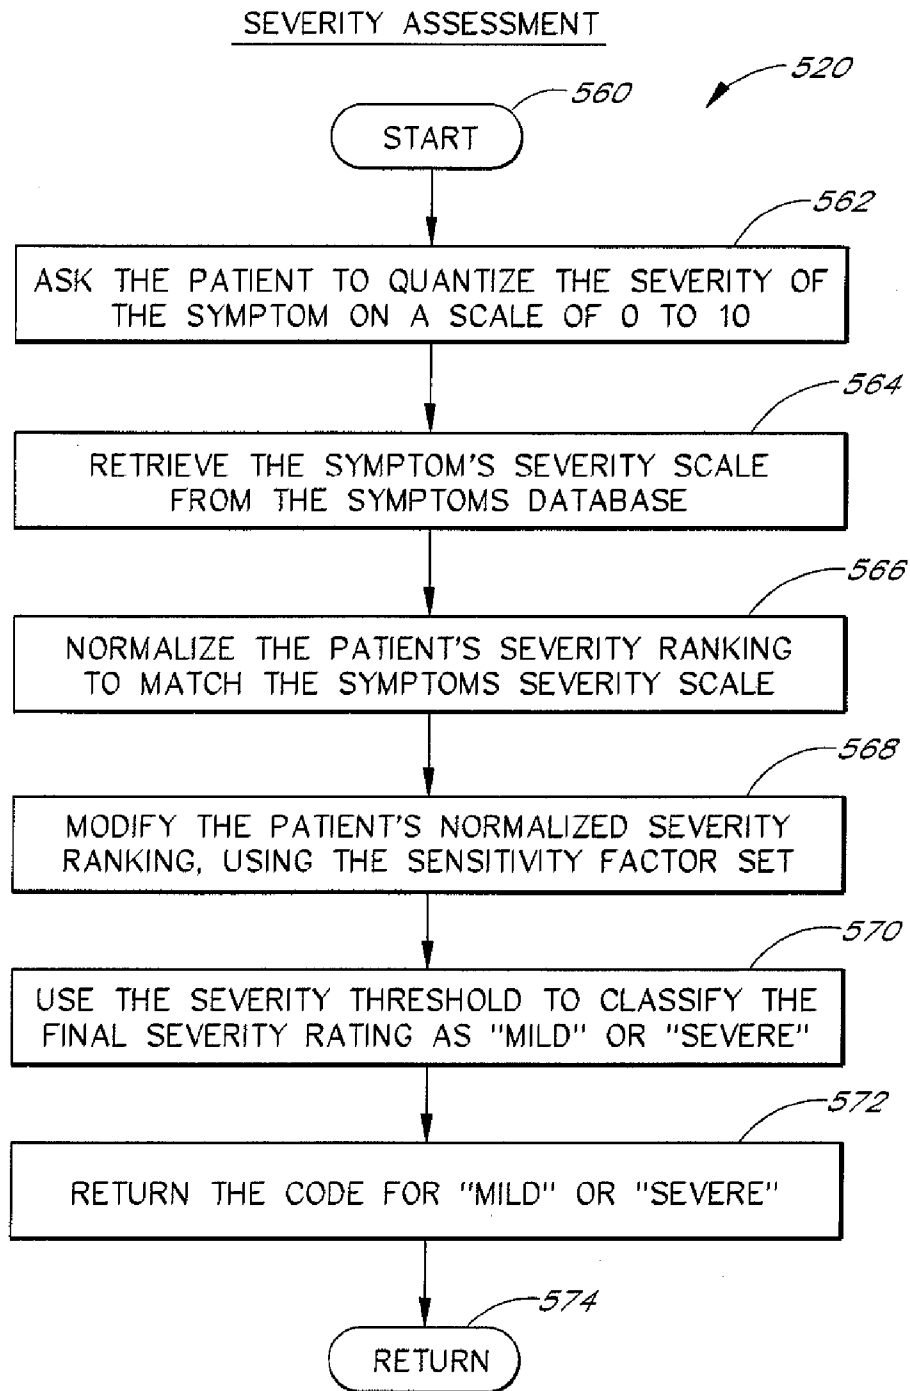 SEVERITY ASSESSMENT
520
560
START
562
ASK THE PATIENT TO QUANTIZE THE SEVERITY OF
THE SYMPTOM ON A SCALE OF 0 TO 10
564
RETRIEVE THE SYMPTOM'S SEVERITY SCALE
FROM THE SYMPTOMS DATABASE
566
NORMALIZE THE PATIENT'S SEVERITY RANKING
TO MATCH THE SYMPTOMS SEVERITY SCALE
568
MODIFY THE PATIENT'S NORMALIZED SEVERITY
RANKING, USING THE SENSITIVITY FACTOR SET
570
USE THE SEVERITY THRESHOLD TO CLASSIFY THE
FINAL SEVERITY RATING AS "MILD" OR "SEVERE"
572
RETURN THE CODE FOR "MILD" OR "SEVERE"
574
RETURN